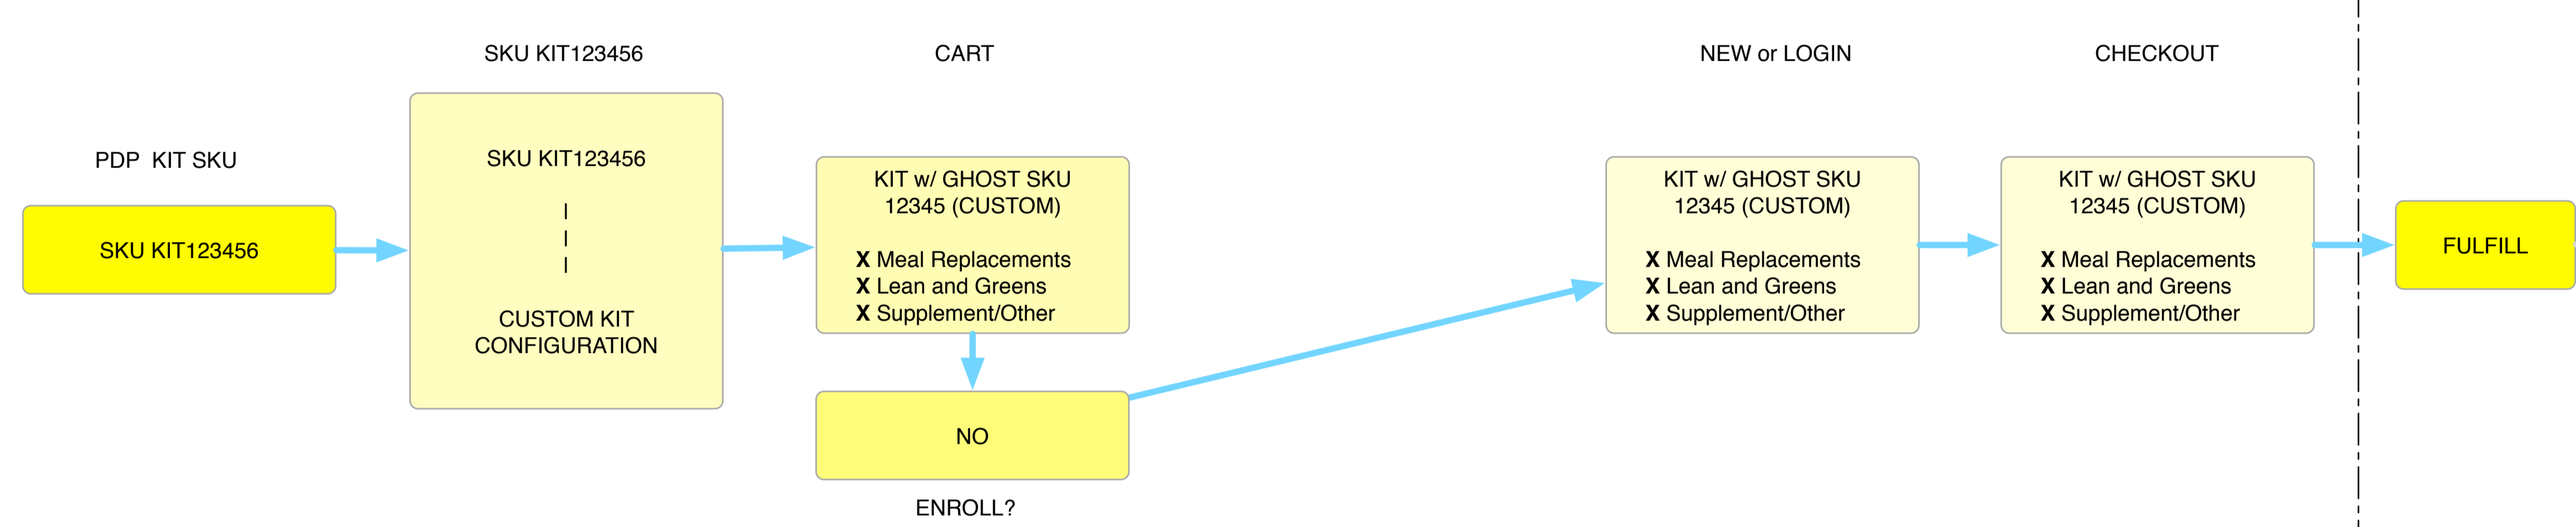 PDP  KIT SKU
SKU KIT123456
SKU KIT123456
SKU KIT123456
CUSTOM KIT
CONFIGURATION
CART
KIT w/ GHOST SKU
12345 (CUSTOM)
X Meal Replacements
X Lean and Greens
X Supplement/Other
NO
ENROLL?
NEW or LOGIN
KIT w/ GHOST SKU
12345 (CUSTOM)
X Meal Replacements
X Lean and Greens
X Supplement/Other
CHECKOUT
KIT w/ GHOST SKU
12345 (CUSTOM)
X Meal Replacements
X Lean and Greens
X Supplement/Other
FULFILL